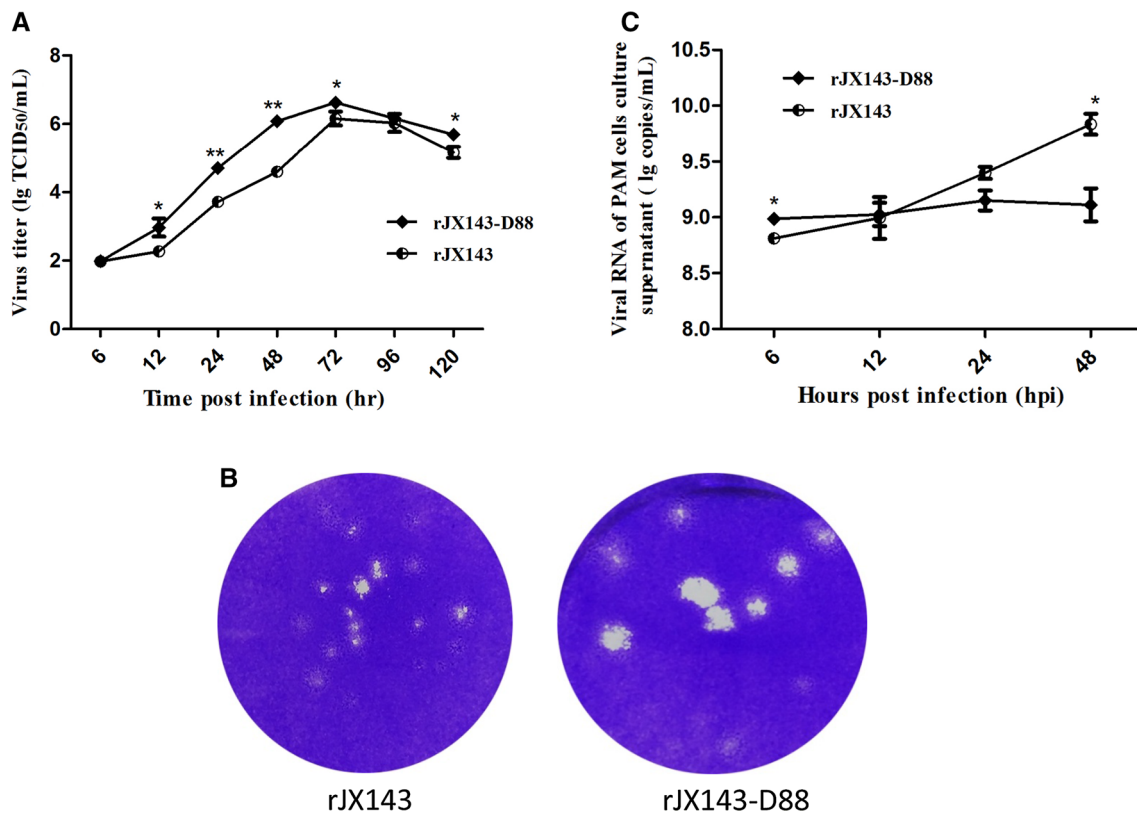 A
Virus titer (lg TCID50/mL)
8
6
4
2
0
*
**
**
*
*
rJX143-D88
rJX143
6
12
24
48
72
96
120
Time post infection (hr)
C
Viral RNA of PAM cells culture
supernatant ( lg copies/mL)
10.5
10.0
9.5
9.0
8.5
8.0
rJX143-D88
rJX143
*
*
6
12
24
48
Hours post infection (hpi)
B
rJX143
rJX143-D88